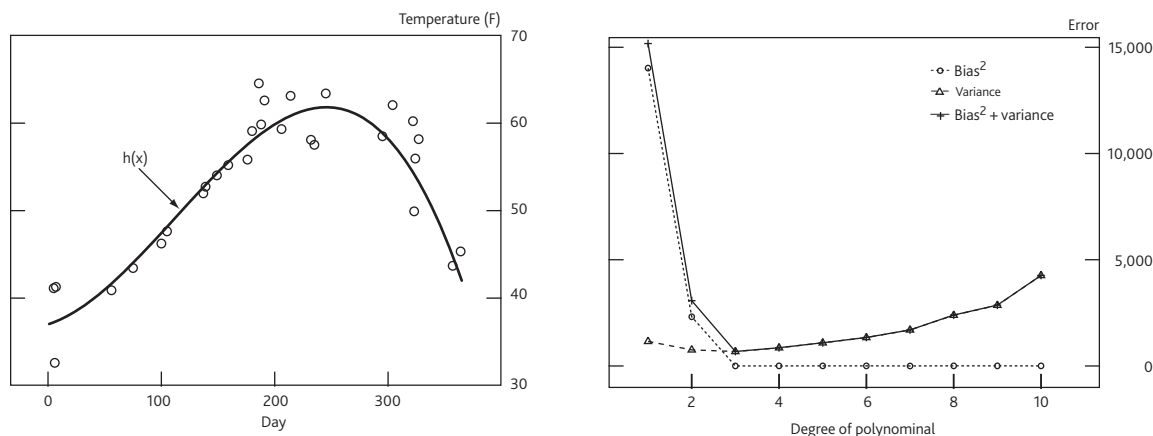 Temperature (F)
70
60
50
40
30
h(x)
0 100 200 300
Day
Error
15,000
10,000
5,000
0
Bias²
Variance
Bias² + variance
2 4 6 8 10
Degree of polynominal